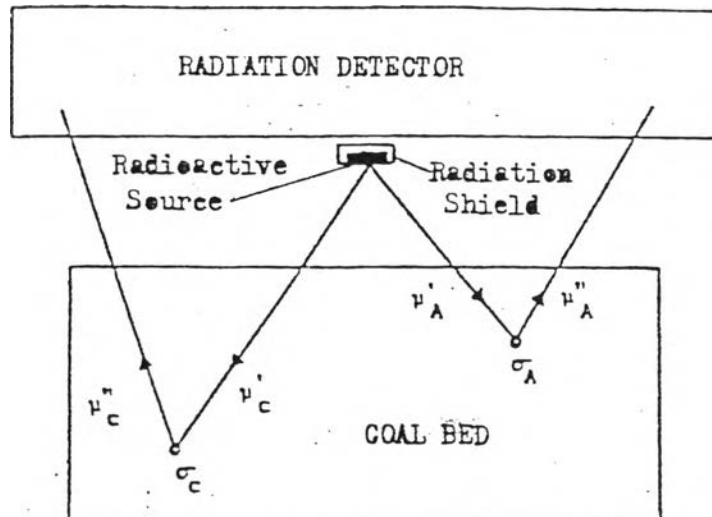 RADIATION DETECTOR
Radioactive
Source
Radiation
Shield
μ'A
μ"A
σA
μ"c
μ'c
σc
COAL BED